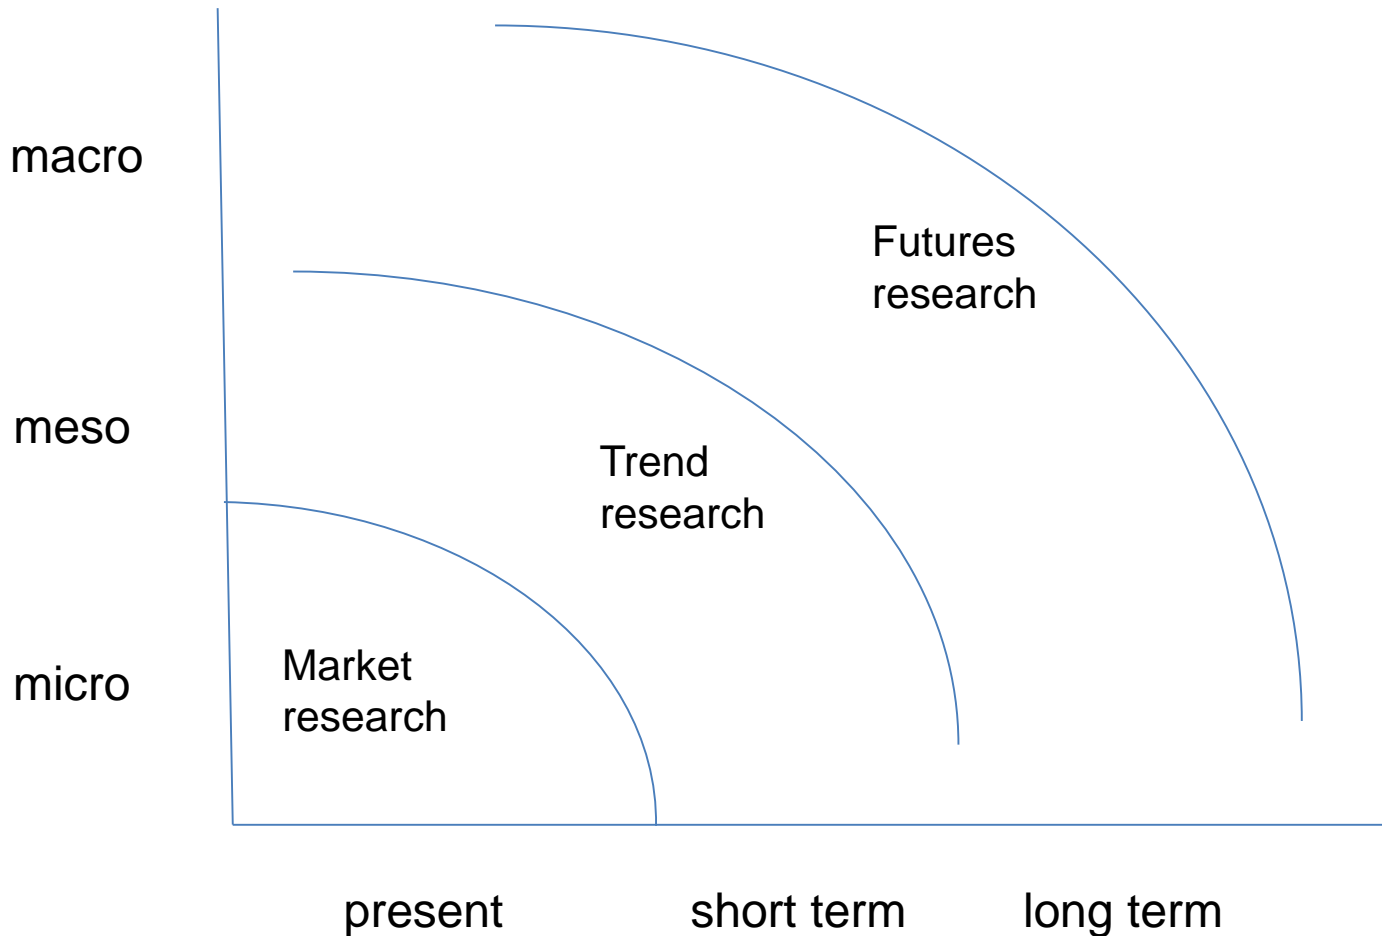 macro
Futures
research
meso
Trend
research
Market
research
micro
present
short term
long term